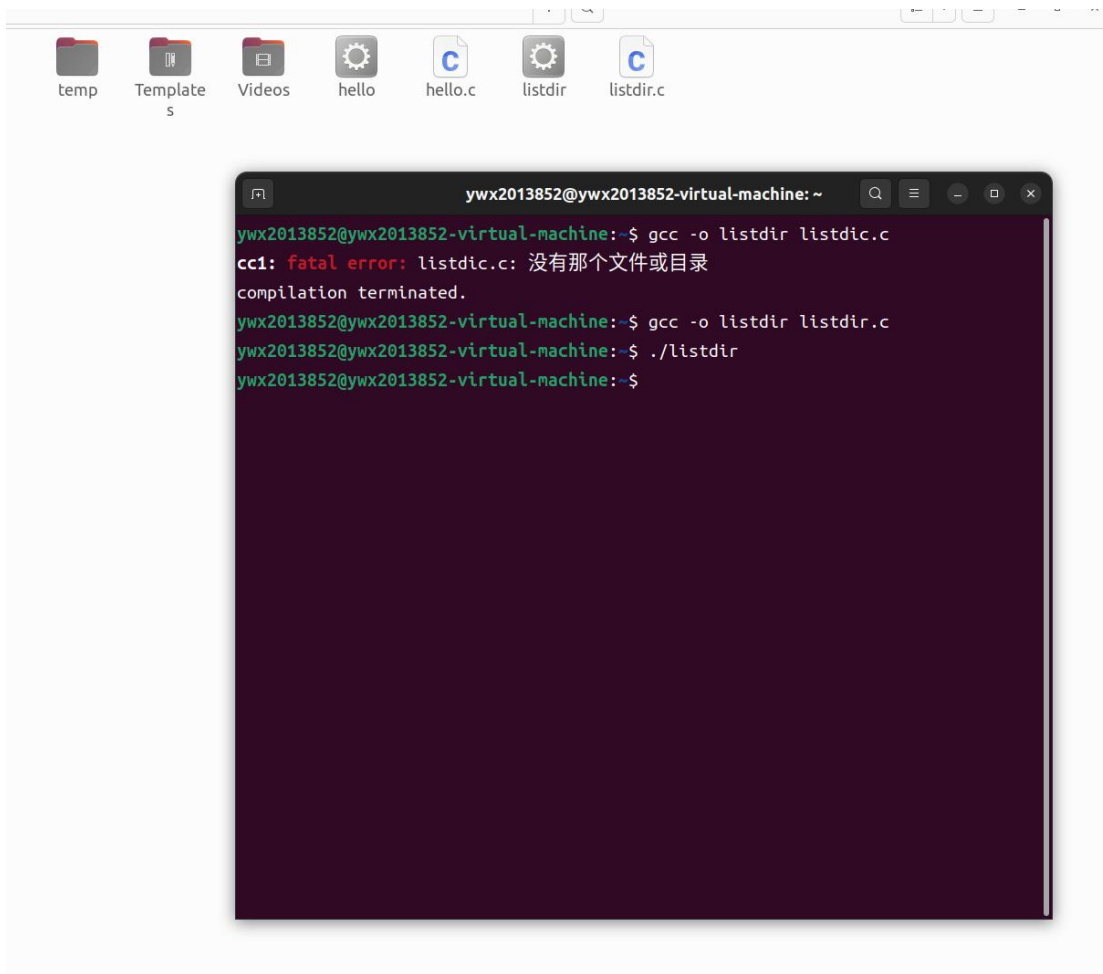 temp
Templates
Videos
hello
hello.c
listdir
listdir.c
ywx2013852@ywx2013852-virtual-machine: ~
ywx2013852@ywx2013852-virtual-machine:~$ gcc -o listdir listdic.c
cc1: fatal error: listdic.c: 没有那个文件或目录
compilation terminated.
ywx2013852@ywx2013852-virtual-machine:~$ gcc -o listdir listdir.c
ywx2013852@ywx2013852-virtual-machine:~$ ./listdir
ywx2013852@ywx2013852-virtual-machine:~$